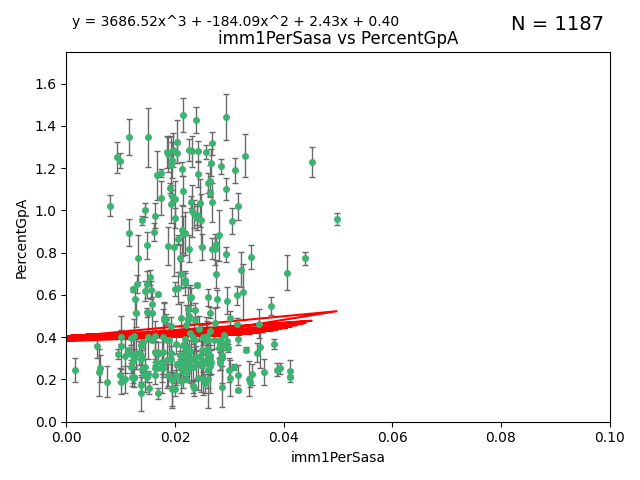 y = 3686.52x^3 + -184.09x^2 + 2.43x + 0.40
N = 1187
imm1PerSasa vs PercentGpA
PercentGpA
1.6
1.4
1.2
1.0
0.8
0.6
0.4
0.2
0.0
0.00 0.02 0.04 0.06 0.08 0.10
imm1PerSasa